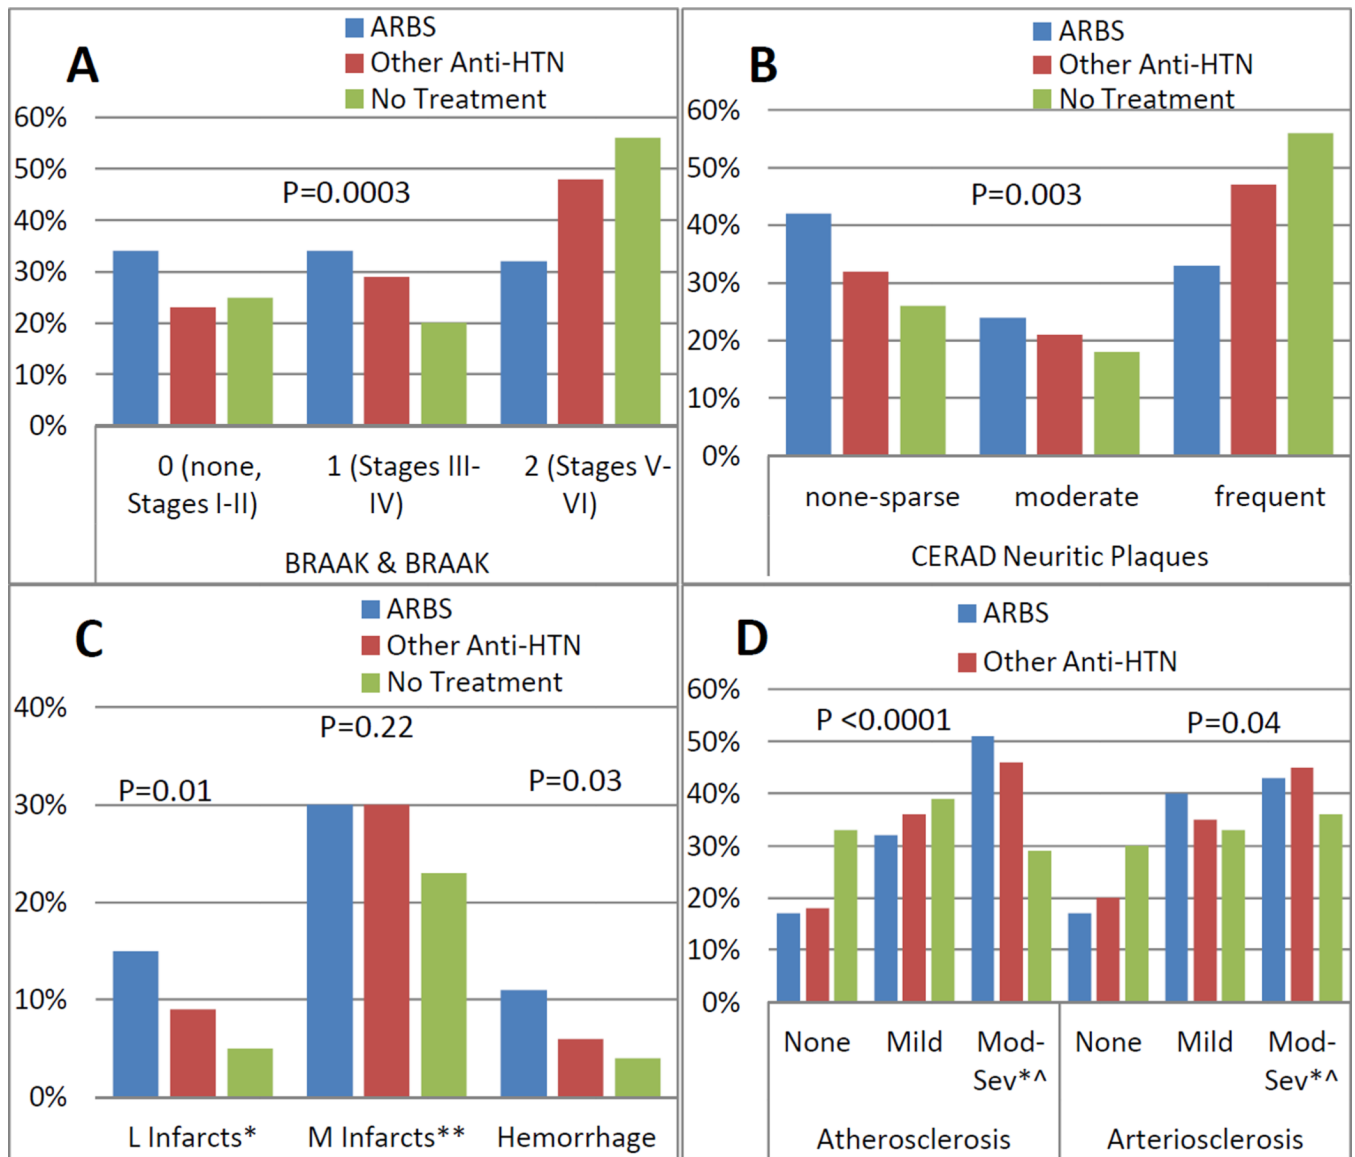 A
ARBS
Other Anti-HTN
No Treatment
60%
50%
40%
30%
20%
10%
0%
P=0.0003
0 (none,
Stages I-II)
1 (Stages III-
IV)
2 (Stages V-
VI)
BRAAK & BRAAK
B
ARBS
Other Anti-HTN
No Treatment
60%
50%
40%
30%
20%
10%
0%
P=0.003
none-sparse
moderate
frequent
CERAD Neuritic Plaques
C
ARBS
Other Anti-HTN
No Treatment
40%
30%
20%
10%
0%
P=0.01
P=0.22
P=0.03
L Infarcts*
M Infarcts**
Hemorrhage
D
ARBS
Other Anti-HTN
60%
50%
40%
30%
20%
10%
0%
P <0.0001
P=0.04
None
Mild
Mod-
Sev*^
None
Mild
Mod-
Sev*^
Atherosclerosis
Arteriosclerosis